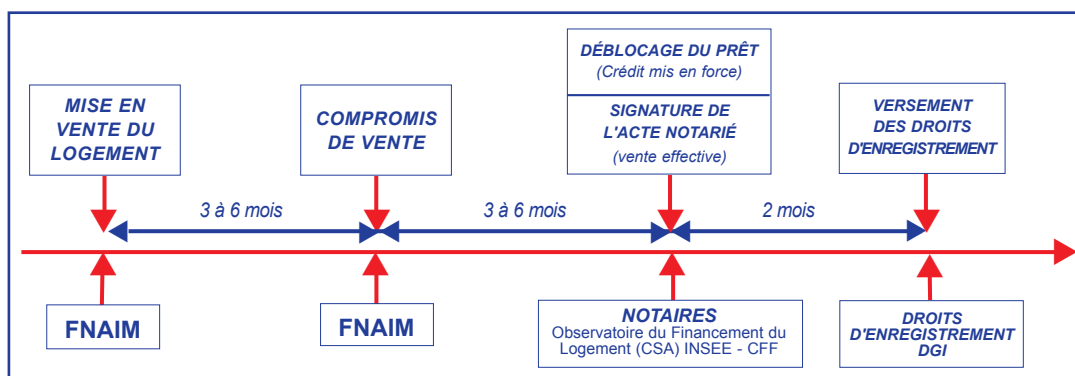 MISE EN
VENTE DU
LOGEMENT
COMPROMIS
DE VENTE
DÉBLOCAGE DU PRÊT
(Crédit mis en force)
SIGNATURE DE
L'ACTE NOTARIÉ
(vente effective)
VERSEMENT
DES DROITS
D'ENREGISTREMENT
3 à 6 mois
3 à 6 mois
2 mois
FNAIM
FNAIM
NOTAIRES
Observatoire du Financement du
Logement (CSA) INSEE - CFF
DROITS
D'ENREGISTREMENT
DGI